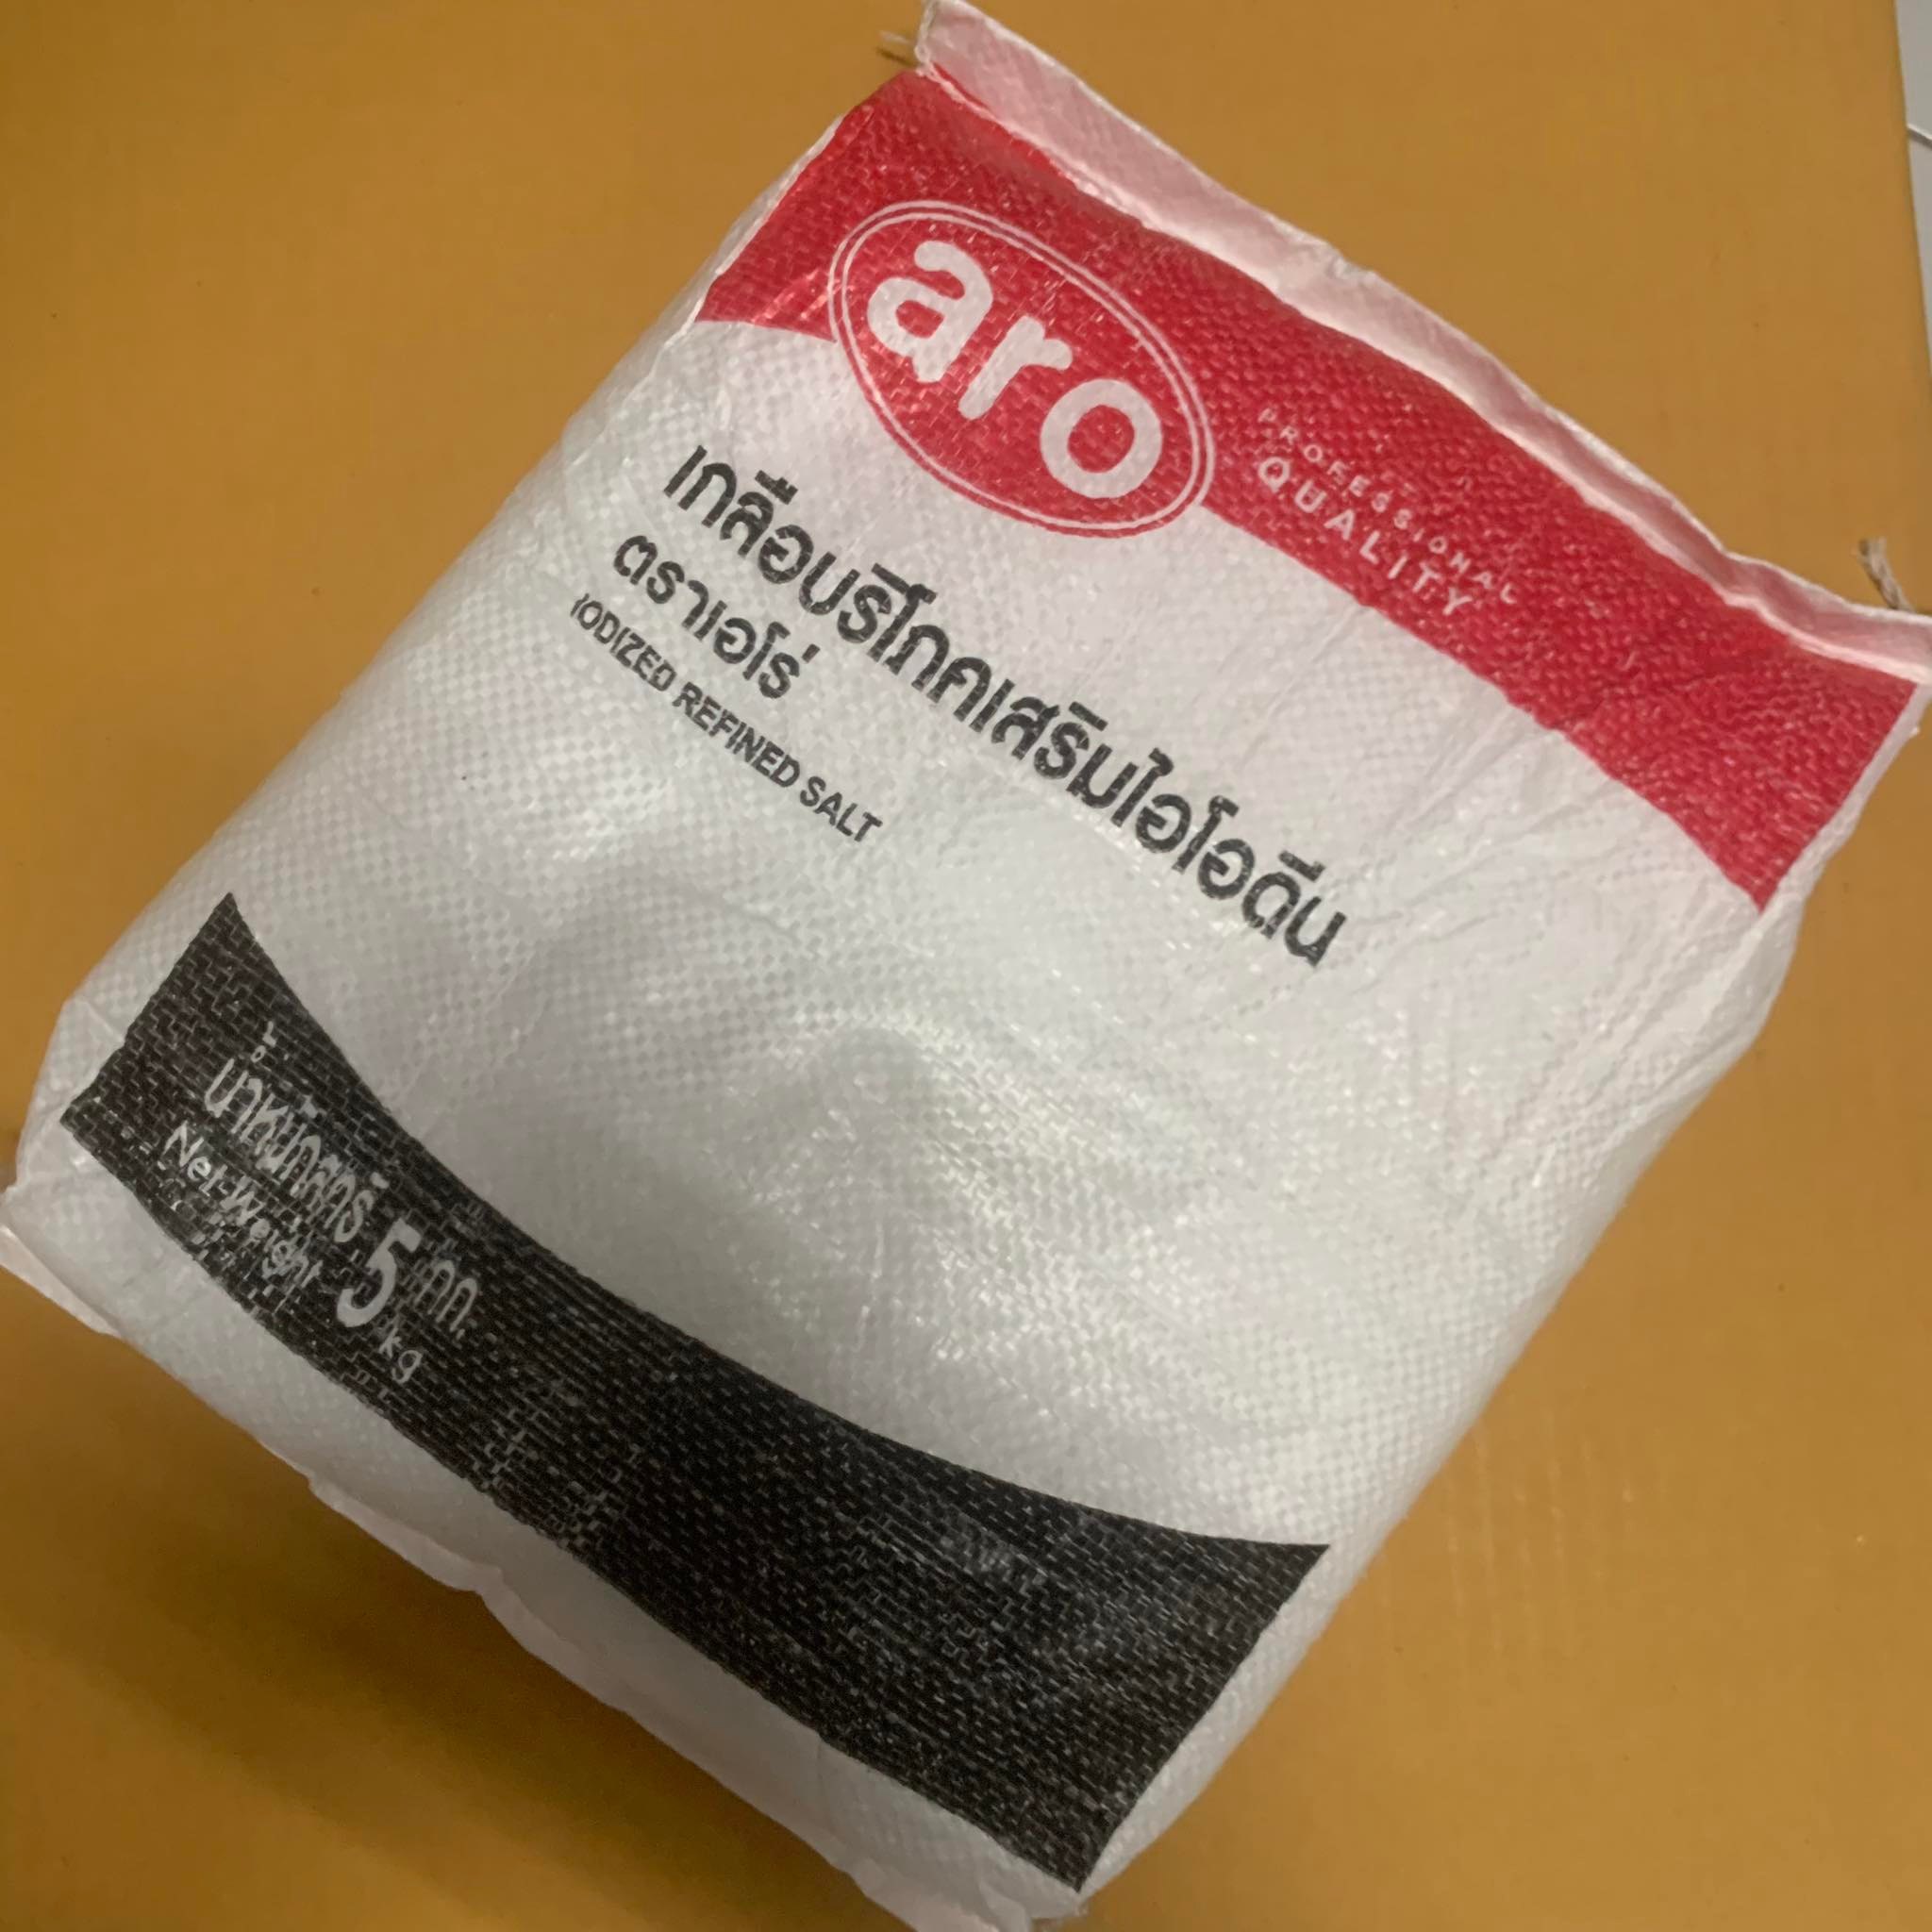 aro
PROFESSIONAL
QUALITY
เกลือบริโภคเสริมไอโอดีน
ตราเอโร่
IODIZED REFINED SALT
น้ำหนักสุทธิ 5 กก.
Net Weight 5 kg